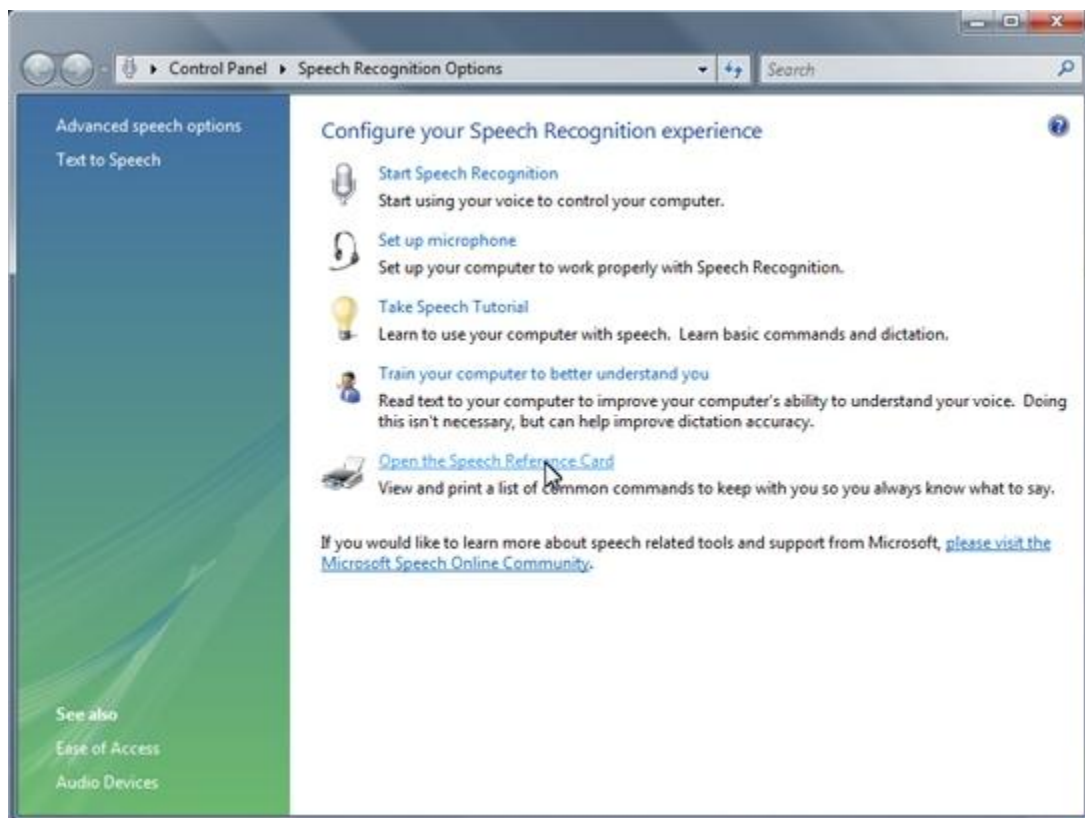 Control Panel Speech Recognition Options Search
Advanced speech options
Text to Speech
Configure your Speech Recognition experience
Start Speech Recognition
Start using your voice to control your computer.
Set up microphone
Set up your computer to work properly with Speech Recognition.
Take Speech Tutorial
Learn to use your computer with speech. Learn basic commands and dictation.
Train your computer to better understand you
Read text to your computer to improve your computer's ability to understand your voice. Doing
this isn't necessary, but can help improve dictation accuracy.
Open the Speech Reference Card
View and print a list of common commands to keep with you so you always know what to say.
If you would like to learn more about speech related tools and support from Microsoft, please visit the
Microsoft Speech Online Community.
See also
Ease of Access
Audio Devices